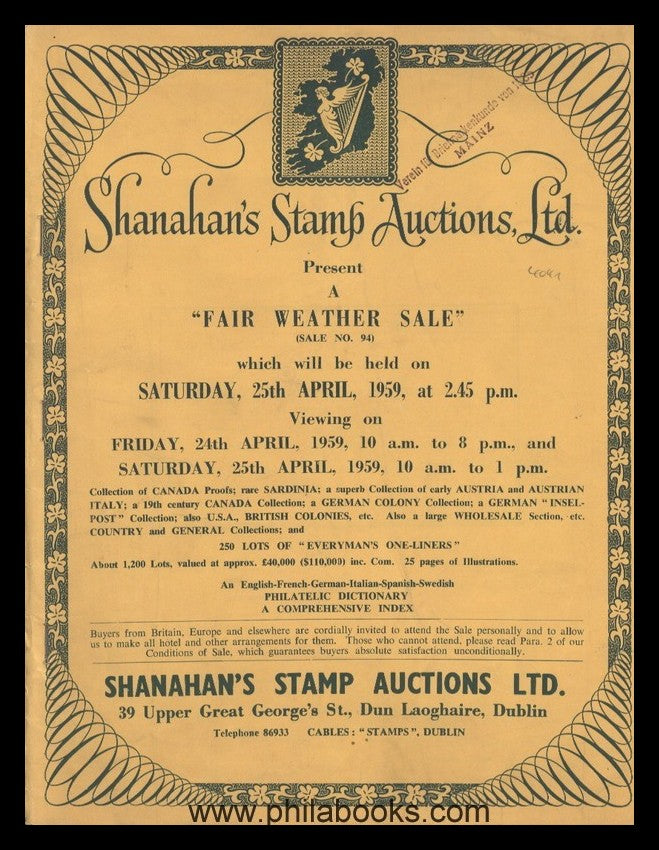 Verein für Briefmarkenkunde von
MAINZ
Shanahan's Stamp Auctions, Ltd.
Present
A
"FAIR WEATHER SALE"
(SALE NO. 94)
which will be held on
SATURDAY, 25th APRIL, 1959, at 2.45 p.m.
Viewing on
FRIDAY, 24th APRIL, 1959, 10 a.m. to 8 p.m., and
SATURDAY, 25th APRIL, 1959, 10 a.m. to 1 p.m.
Collection of CANADA Proofs; rare SARDINIA; a superb Collection of early AUSTRIA and AUSTRIAN
ITALY; a 19th century CANADA Collection; a GERMAN COLONY Collection; a GERMAN "INSEL-
POST" Collection; also U.S.A., BRITISH COLONIES, etc. Also a large WHOLESALE Section, etc.
COUNTRY and GENERAL Collections; and
250 LOTS OF "EVERYMAN'S ONE-LINERS"
About 1,200 Lots, valued at approx. £40,000 ($110,000) inc. Com. 25 pages of Illustrations.
An English-French-German-Italian-Spanish-Swedish
PHILATELIC DICTIONARY
A COMPREHENSIVE INDEX
Buyers from Britain, Europe and elsewhere are cordially invited to attend the Sale personally and to allow
us to make all hotel and other arrangements for them. Those who cannot attend, please read Para. 2 of our
Conditions of Sale, which guarantees buyers absolute satisfaction unconditionally.
SHANAHAN'S STAMP AUCTIONS LTD.
39 Upper Great George's St., Dun Laoghaire, Dublin
Telephone 86933 CABLES: "STAMPS", DUBLIN
www.philabooks.com